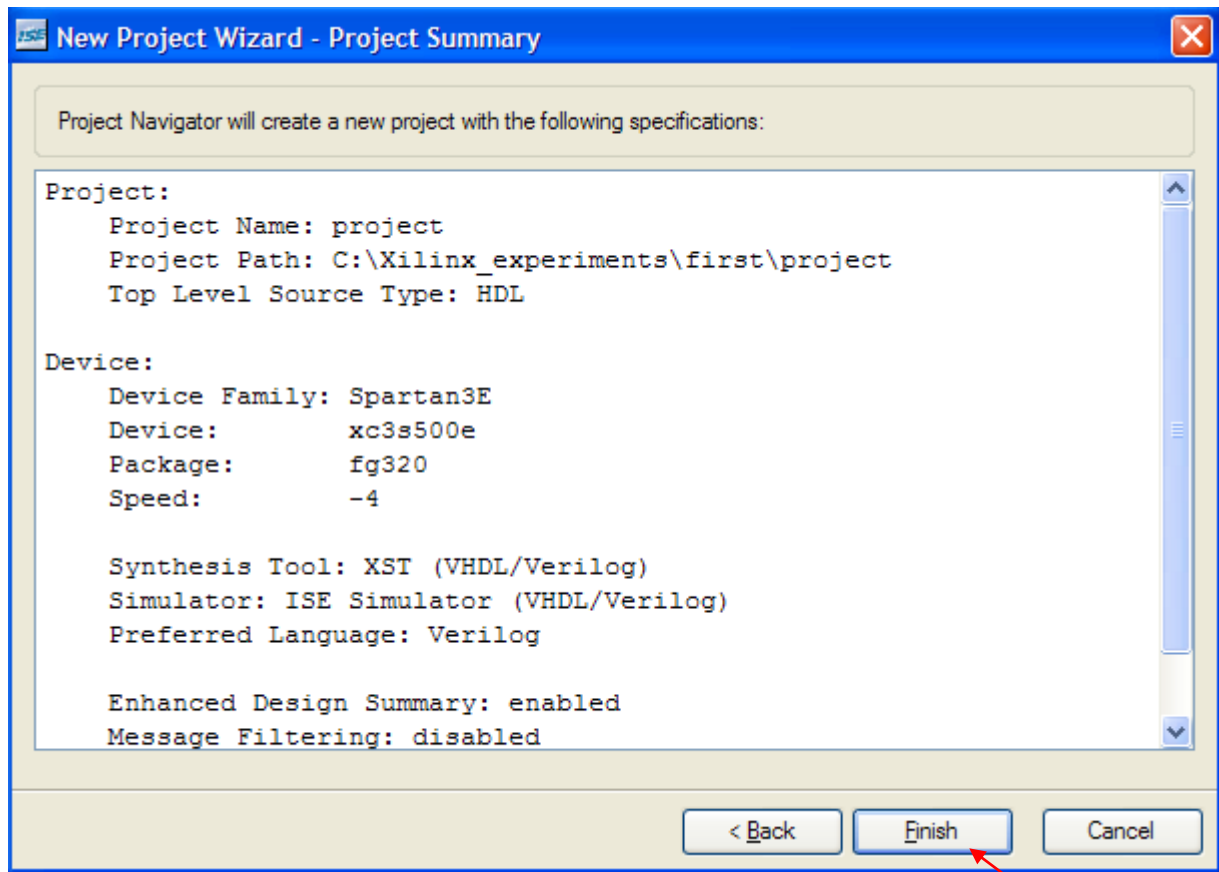 ISE New Project Wizard - Project Summary
Project Navigator will create a new project with the following specifications:
Project:
Project Name: project
Project Path: C:\Xilinx_experiments\first\project
Top Level Source Type: HDL
Device:
Device Family: Spartan3E
Device: xc3s500e
Package: fg320
Speed: -4
Synthesis Tool: XST (VHDL/Verilog)
Simulator: ISE Simulator (VHDL/Verilog)
Preferred Language: Verilog
Enhanced Design Summary: enabled
Message Filtering: disabled
< Back Finish Cancel